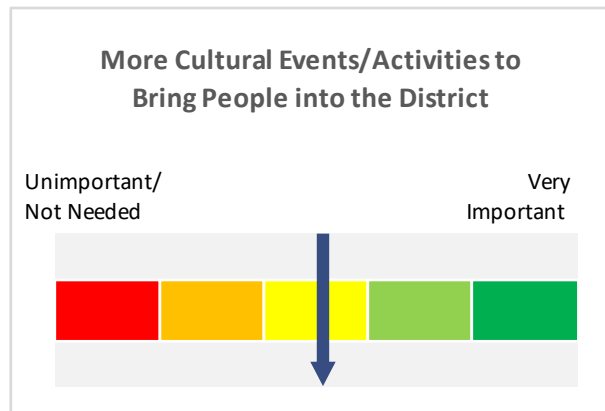 More Cultural Events/Activities to
Bring People into the District
Unimportant/
Not Needed
Very
Important